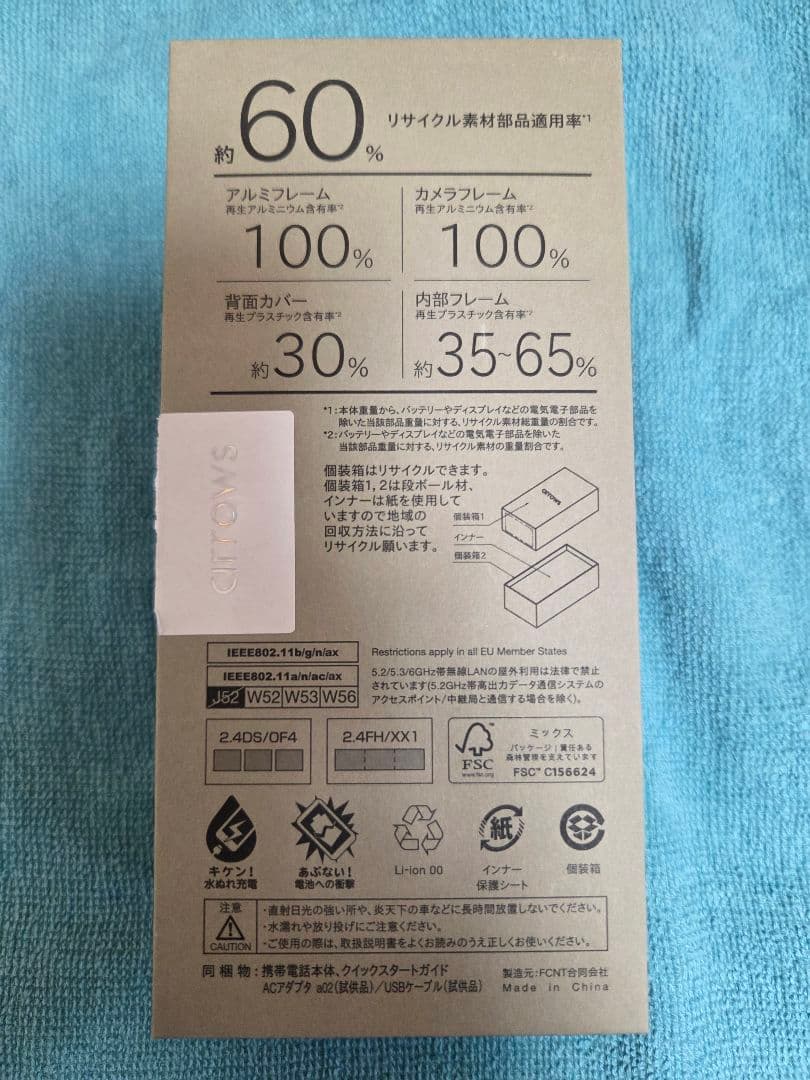 約60% リサイクル素材部品適用率*1
アルミフレーム
再生アルミニウム含有率*2
100%
カメラフレーム
再生アルミニウム含有率*2
100%
背面カバー
再生プラスチック含有率*2
約30%
内部フレーム
再生プラスチック含有率*2
約35~65%
*1:本体重量から、バッテリーやディスプレイなどの電気電子部品を
除いた当該部品重量に対する、リサイクル素材総重量の割合です。
*2:バッテリーやディスプレイなどの電気電子部品を除いた
当該部品重量に対する、リサイクル素材の重量割合です。
arrows
個装箱はリサイクルできます。
個装箱1,2は段ボール材、
インナーは紙を使用して
いますので地域の
回収方法に沿って
リサイクル願います。
arrows
個装箱1
インナー
個装箱2
IEEE802.11b/g/n/ax
IEEE802.11a/n/ac/ax
J52 W52 W53 W56
Restrictions apply in all EU Member States
5.2/5.3/6GHz帯無線LANの屋外利用は法律で禁止
されています(5.2GHz帯高出力データ通信システムの
アクセスポイント/中継局と通信する場合を除く)。
2.4DS/OF4
2.4FH/XX1
FSC
www.fsc.org
ミックス
パッケージ|責任ある
森林管理を支えています
FSC™ C156624
キケン!
水ぬれ充電
あぶない!
電池への衝撃
Li-ion 00
紙
インナー
保護シート
個装箱
注意
CAUTION
・直射日光の強い所や、炎天下の車などに長時間放置しないでください。
・水濡れや放り投げにご注意ください。
・ご使用の際は、取扱説明書をよくお読みのうえ正しくお使いください。
同梱物:携帯電話本体、クイックスタートガイド
ACアダプタ a02(試供品)/USBケーブル(試供品)
製造元:FCNT合同会社
Made in China